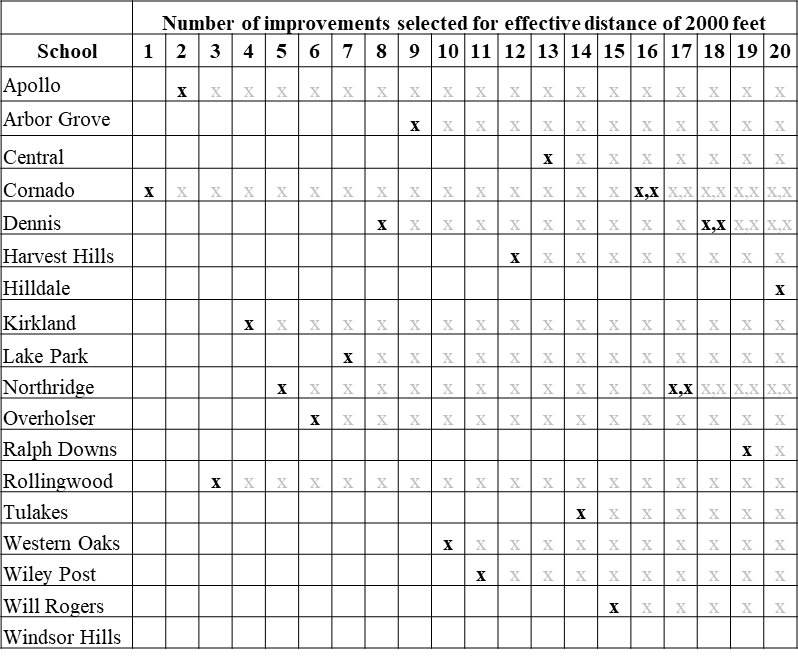 Number of improvements selected for effective distance of 2000 feet
School 1 2 3 4 5 6 7 8 9 10 11 12 13 14 15 16 17 18 19 20
Apollo x x x x x x x x x x x x x x x x x x x
Arbor Grove x x x x x x x x x x x x
Central x x x x x x x x
Cornado x x x x x x x x x x x x x x x x,x x,x x,x x,x x,x
Dennis x x x x x x x x x x x,x x,x x,x
Harvest Hills x x x x x x x x x
Hilldale x
Kirkland x x x x x x x x x x x x x x x x x
Lake Park x x x x x x x x x x x x x x
Northridge x x x x x x x x x x x x x,x x,x x,x x,x
Overholser x x x x x x x x x x x x x x x
Ralph Downs x x
Rollingwood x x x x x x x x x x x x x x x x x x
Tulakes x x x x x x x
Western Oaks x x x x x x x x x x x
Wiley Post x x x x x x x x x x
Will Rogers x x x x x x
Windsor Hills